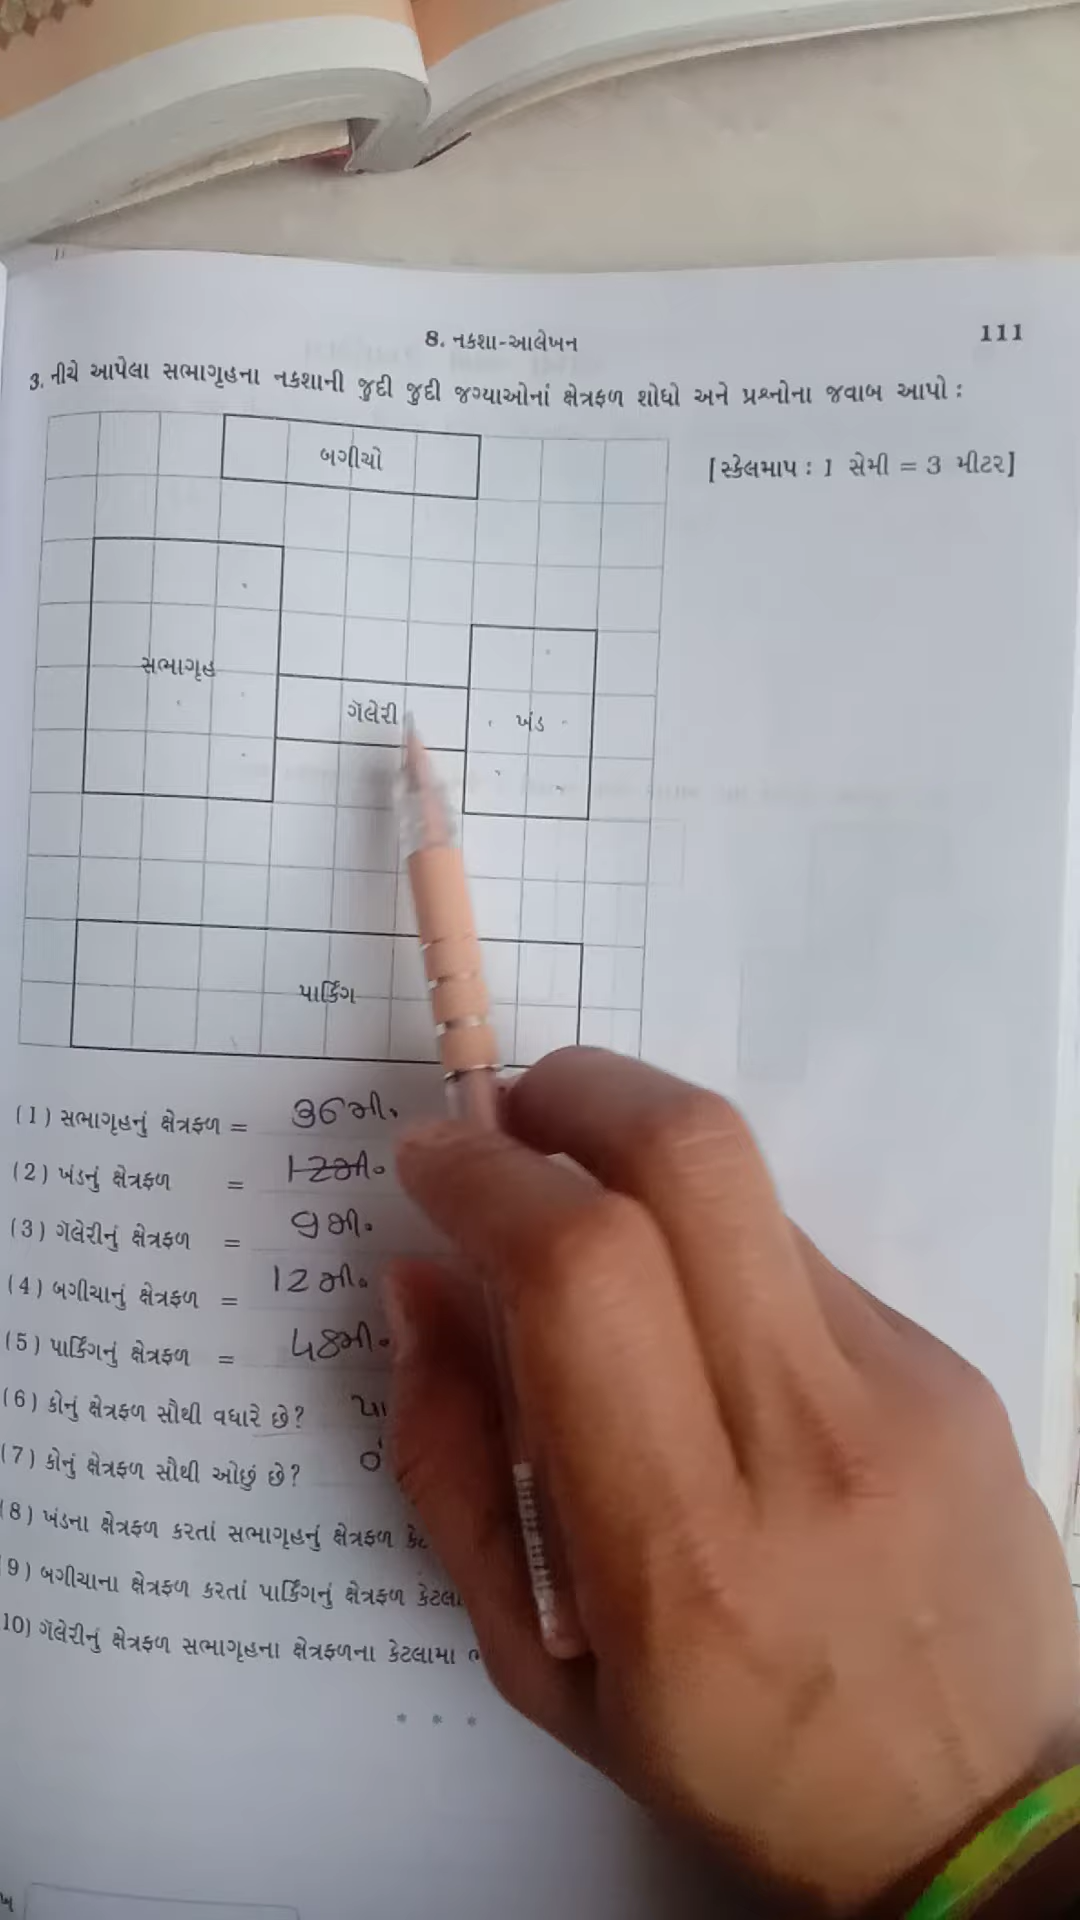 8. નકશા-આલેખન
111
3. નીચે આપેલા સભાગૃહના નકશાની જુદી જુદી જગ્યાઓનાં ક્ષેત્રફળ શોધો અને પ્રશ્નોના જવાબ આપો :
[સ્કેલમાપ : 1 સેમી = 3 મીટર]
બગીચો
સભાગૃહ
ગૅલેરી
ખંડ
પાર્કિંગ
(1) સભાગૃહનું ક્ષેત્રફળ = 36મી.
(2) ખંડનું ક્ષેત્રફળ = 12મી.
(3) ગૅલેરીનું ક્ષેત્રફળ = 9મી.
(4) બગીચાનું ક્ષેત્રફળ = 12મી.
(5) પાર્કિંગનું ક્ષેત્રફળ = 48મી.
(6) કોનું ક્ષેત્રફળ સૌથી વધારે છે? પા
(7) કોનું ક્ષેત્રફળ સૌથી ઓછું છે?
(8) ખંડના ક્ષેત્રફળ કરતાં સભાગૃહનું ક્ષેત્રફળ
9) બગીચાના ક્ષેત્રફળ કરતાં પાર્કિંગનું ક્ષેત્રફળ કેટલા
10) ગૅલેરીનું ક્ષેત્રફળ સભાગૃહના ક્ષેત્રફળના કેટલામા
* * *